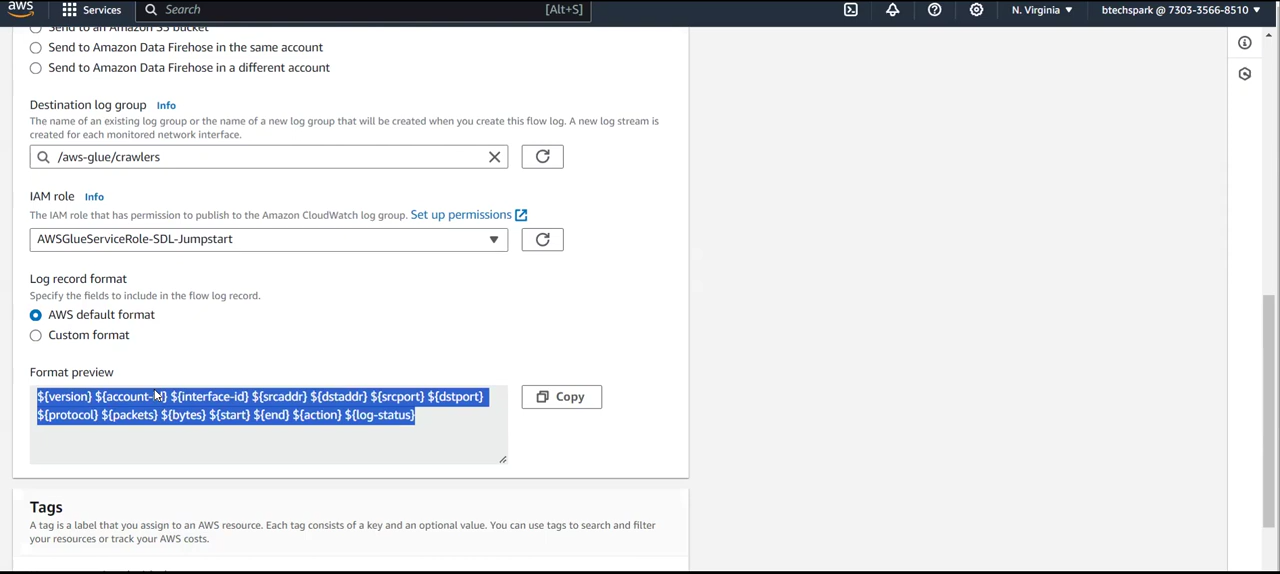 aws
Services
Search
[Alt+S]
N. Virginia
btechspark @ 7303-3566-8510
Send to an Amazon S3 bucket
Send to Amazon Data Firehose in the same account
Send to Amazon Data Firehose in a different account
Destination log group Info
The name of an existing log group or the name of a new log group that will be created when you create this flow log. A new log stream is
created for each monitored network interface.
/aws-glue/crawlers
IAM role Info
The IAM role that has permission to publish to the Amazon CloudWatch log group. Set up permissions
AWSGlueServiceRole-SDL-Jumpstart
Log record format
Specify the fields to include in the flow log record.
AWS default format
Custom format
Format preview
${version} ${account-id} ${interface-id} ${srcaddr} ${dstaddr} ${srcport} ${dstport}
${protocol} ${packets} ${bytes} ${start} ${end} ${action} ${log-status}
Copy
Tags
A tag is a label that you assign to an AWS resource. Each tag consists of a key and an optional value. You can use tags to search and filter
your resources or track your AWS costs.